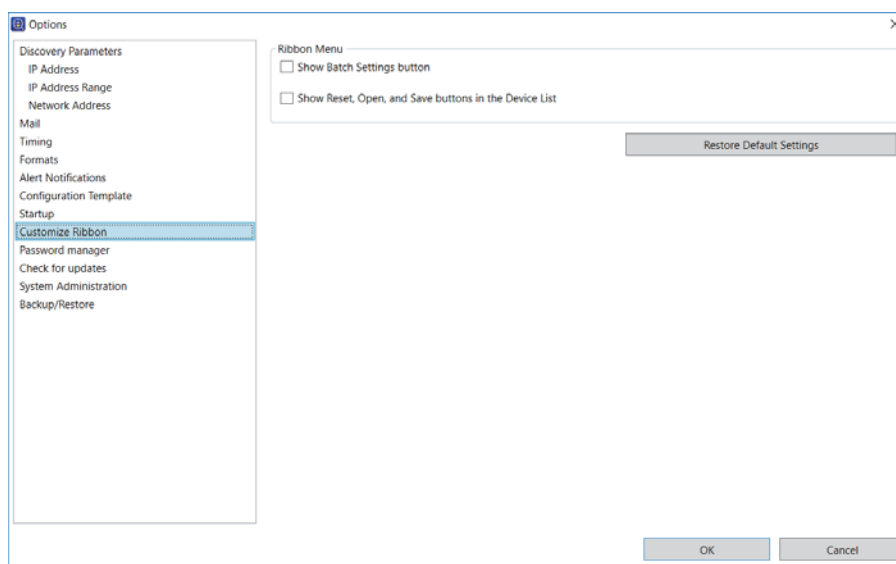 Options
Discovery Parameters
IP Address
IP Address Range
Network Address
Mail
Timing
Formats
Alert Notifications
Configuration Template
Startup
Customize Ribbon
Password manager
Check for updates
System Administration
Backup/Restore
Ribbon Menu
Show Batch Settings button
Show Reset, Open, and Save buttons in the Device List
Restore Default Settings
OK
Cancel